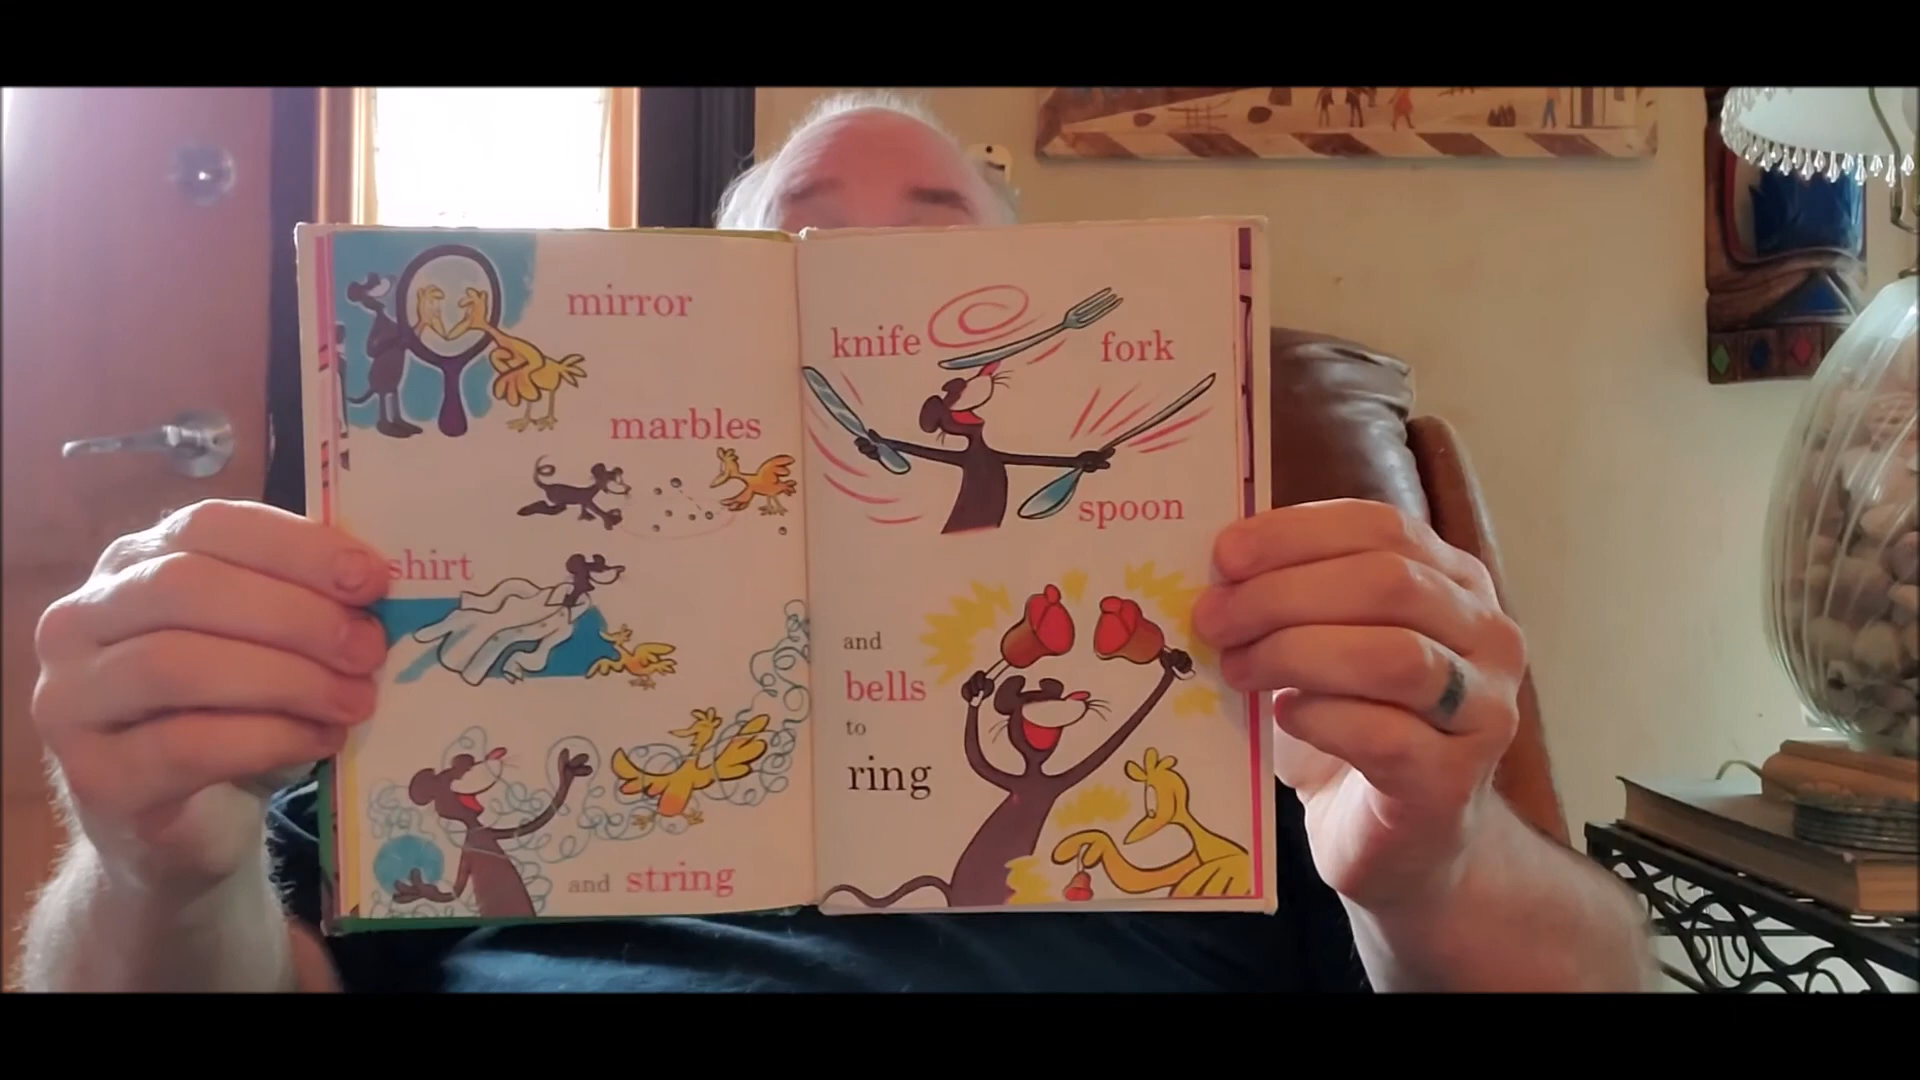 mirror
marbles
shirt
and string
knife
fork
spoon
and
bells
to
ring